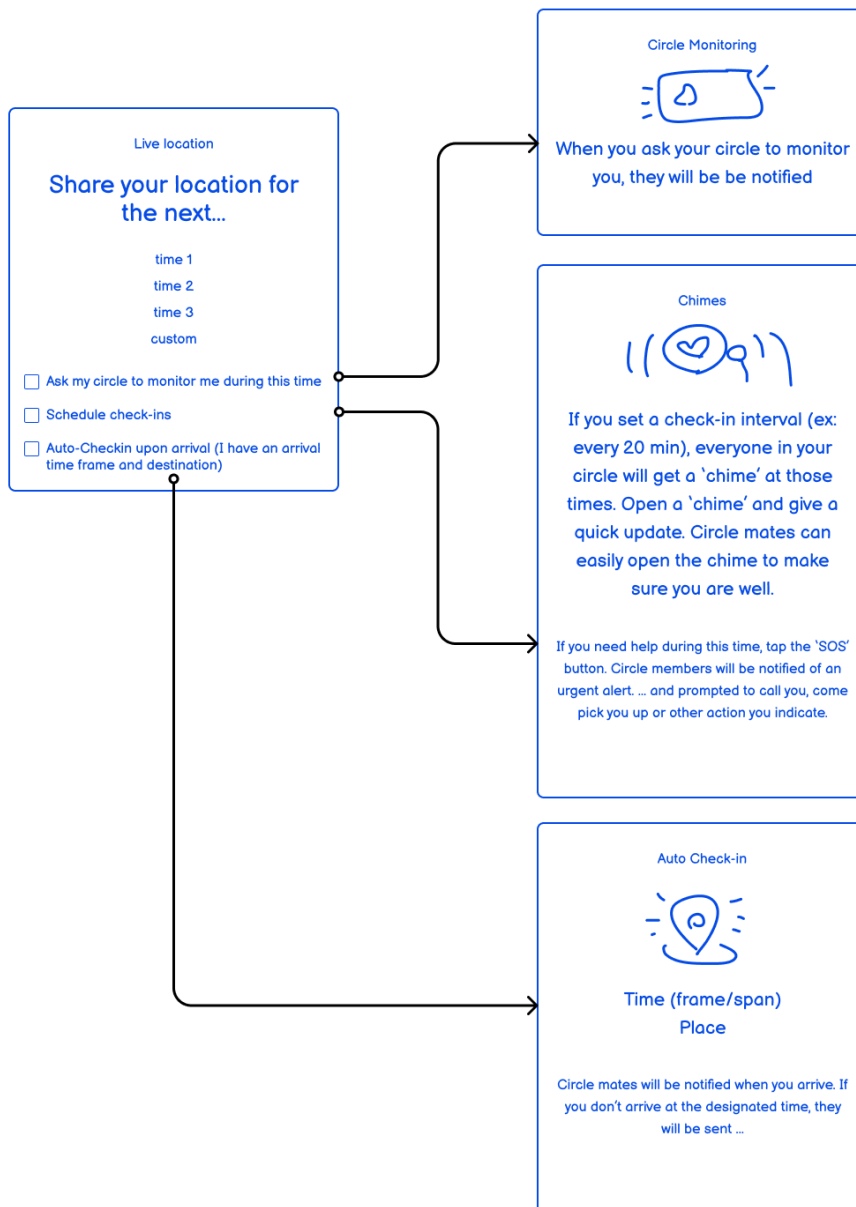 Live location
Share your location for
the next...
time 1
time 2
time 3
custom
Ask my circle to monitor me during this time
Schedule check-ins
Auto-Checkin upon arrival (I have an arrival
time frame and destination)
Circle Monitoring
When you ask your circle to monitor
you, they will be be notified
Chimes
If you set a check-in interval (ex:
every 20 min), everyone in your
circle will get a ‘chime’ at those
times. Open a ‘chime’ and give a
quick update. Circle mates can
easily open the chime to make
sure you are well.
If you need help during this time, tap the ‘SOS’
button. Circle members will be notified of an
urgent alert. ... and prompted to call you, come
pick you up or other action you indicate.
Auto Check-in
Time (frame/span)
Place
Circle mates will be notified when you arrive. If
you don’t arrive at the designated time, they
will be sent ...